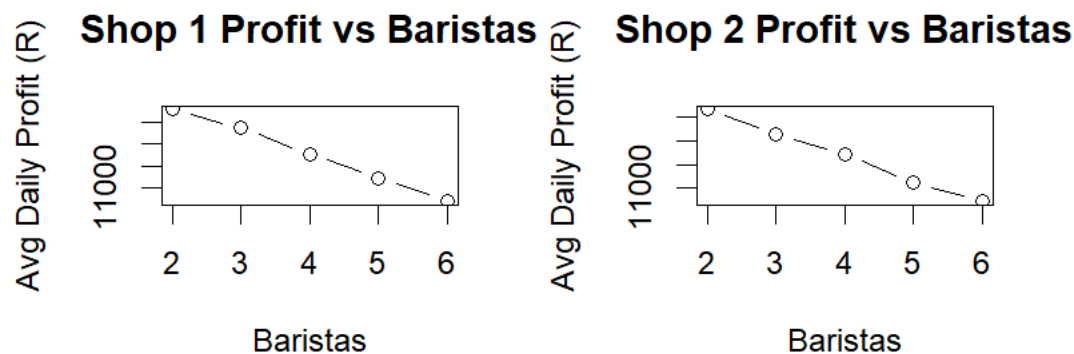 Shop 1 Profit vs Baristas
Avg Daily Profit (R)
11000
2 3 4 5 6
Baristas
Shop 2 Profit vs Baristas
Avg Daily Profit (R)
11000
2 3 4 5 6
Baristas